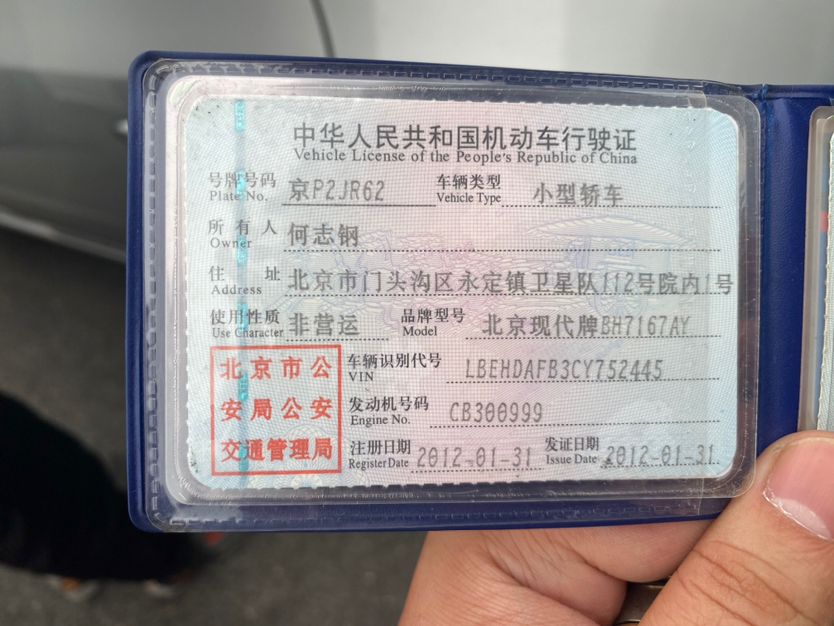 中华人民共和国机动车行驶证
Vehicle License of the People's Republic of China
号牌号码 京P2JR62 车辆类型 小型轿车
Plate No. Vehicle Type
所有人 何志钢
Owner
住址 北京市门头沟区永定镇卫星队112号院内1号
Address
使用性质 非营运 品牌型号 北京现代牌BH7167AY
Use Character Model
北京市公
安局公安
交通管理局
车辆识别代号 LBEHDAFB3CY752445
VIN
发动机号码 CB300999
Engine No.
注册日期 2012-01-31 发证日期 2012-01-31
Register Date Issue Date